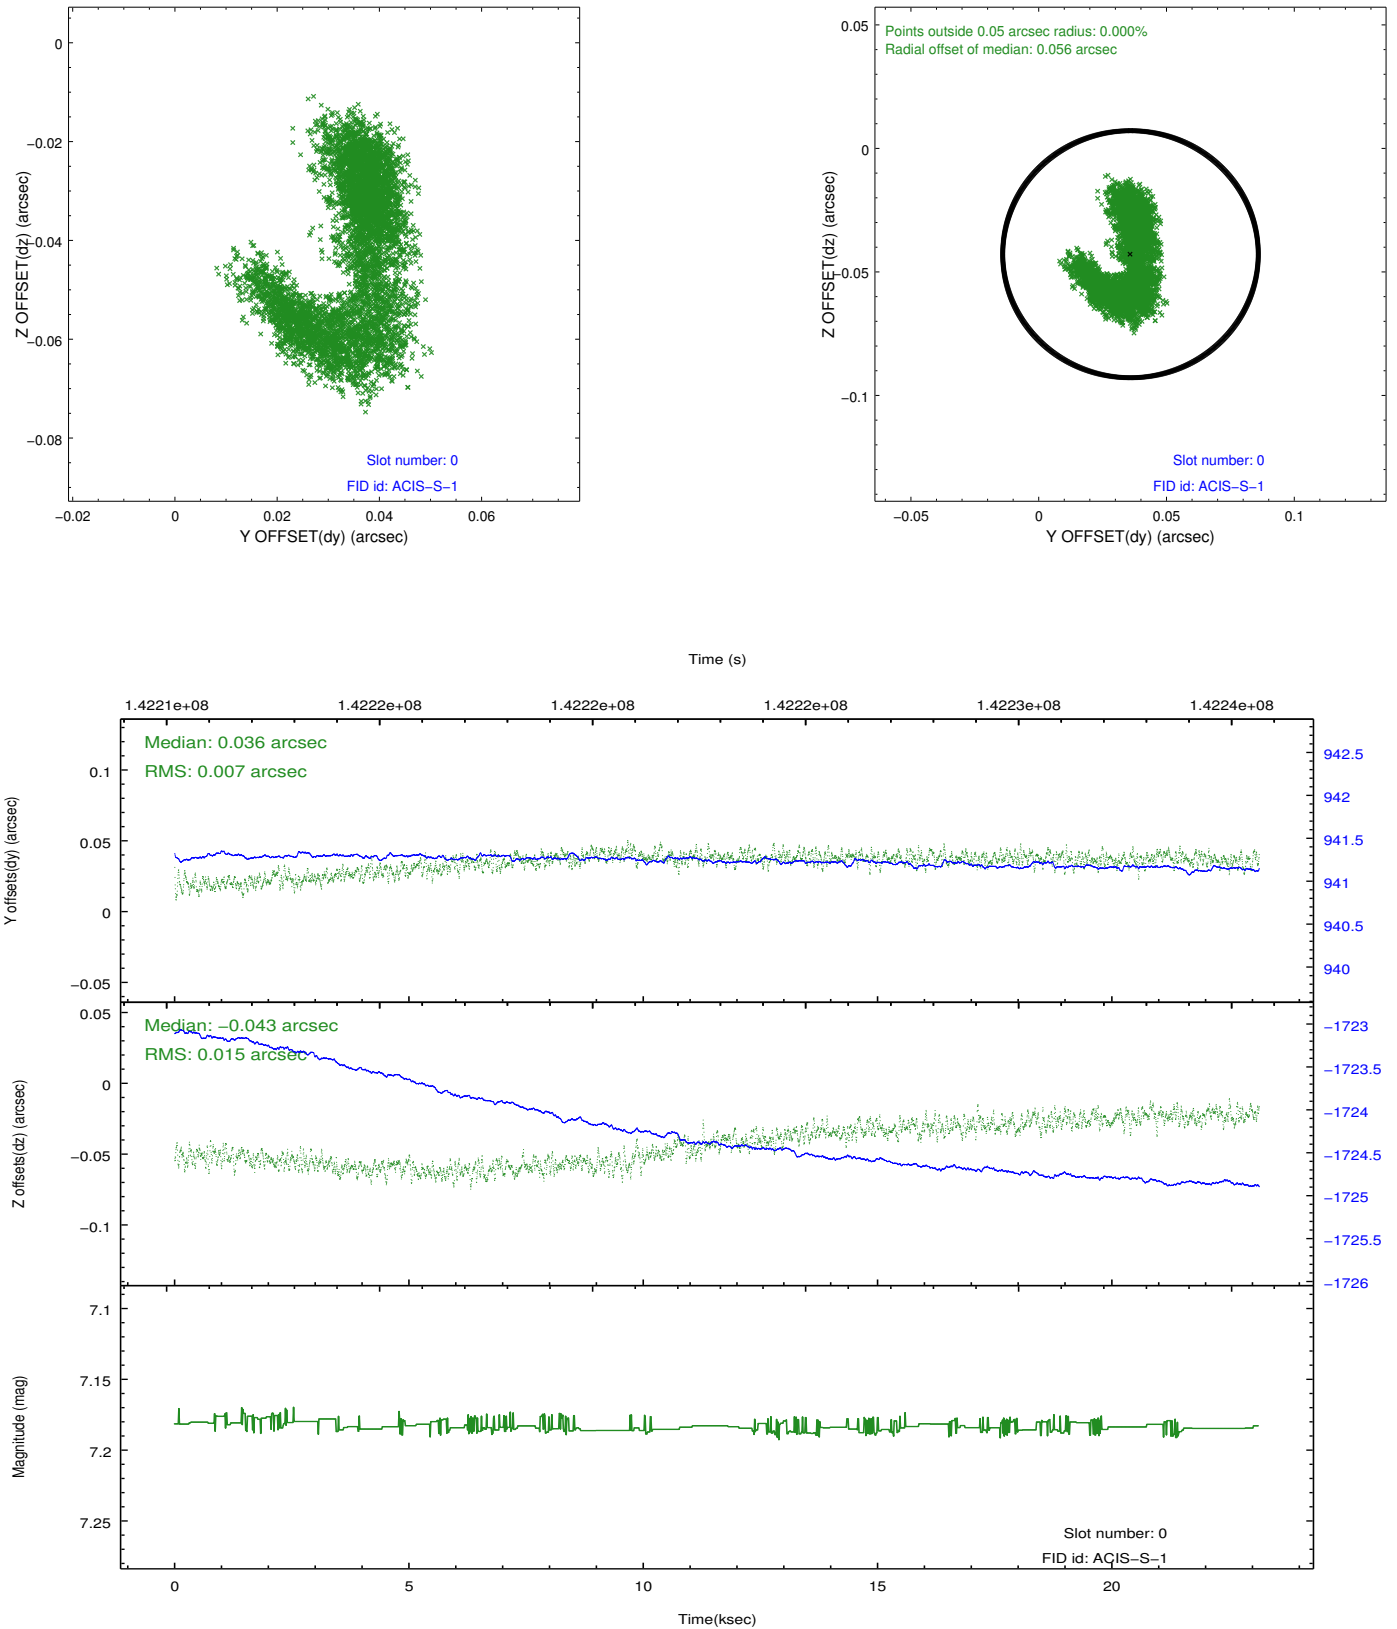 0
−0.02
−0.04
−0.06
−0.08
Z OFFSET(dz) (arcsec)
Slot number: 0
FID id: ACIS−S−1
−0.02 0 0.02 0.04 0.06
Y OFFSET(dy) (arcsec)
Points outside 0.05 arcsec radius: 0.000%
Radial offset of median: 0.056 arcsec
0.05
0
−0.05
−0.1
Z OFFSET(dz) (arcsec)
Slot number: 0
FID id: ACIS−S−1
−0.05 0 0.05 0.1
Y OFFSET(dy) (arcsec)
Time (s)
1.4221e+08 1.4222e+08 1.4222e+08 1.4222e+08 1.4223e+08 1.4224e+08
Median: 0.036 arcsec
RMS: 0.007 arcsec
0.1
0.05
0
−0.05
Y offsets(dy) (arcsec)
942.5
942
941.5
941
940.5
940
Median: −0.043 arcsec
RMS: 0.015 arcsec
0.05
0
−0.05
−0.1
Z offsets(dz) (arcsec)
−1723
−1723.5
−1724
−1724.5
−1725
−1725.5
−1726
7.1
7.15
7.2
7.25
Magnitude (mag)
Slot number: 0
FID id: ACIS−S−1
0 5 10 15 20
Time(ksec)